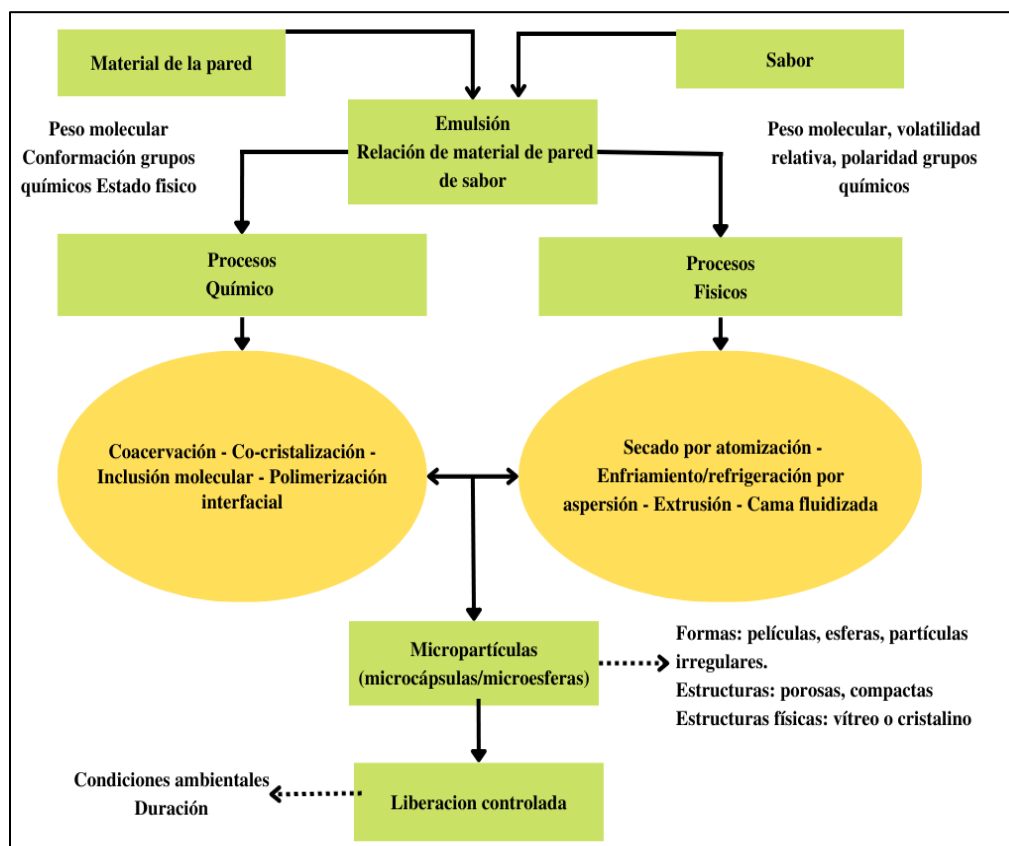 Material de la pared
Sabor
Emulsión
Relación de material de pared
de sabor
Peso molecular
Conformación grupos
químicos Estado fisico
Peso molecular, volatilidad
relativa, polaridad grupos
químicos
Procesos
Químico
Procesos
Fisicos
Coacervación - Co-cristalización -
Inclusión molecular - Polimerización
interfacial
Secado por atomización -
Enfriamiento/refrigeración por
aspersión - Extrusión - Cama fluidizada
Micropartículas
(microcápsulas/microesferas)
Formas: películas, esferas, partículas
irregulares.
Estructuras: porosas, compactas
Estructuras físicas: vítreo o cristalino
Condiciones ambientales
Duración
Liberacion controlada